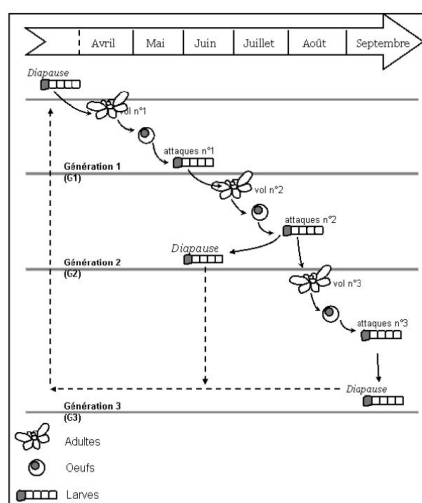 Avril Mai Juin Juillet Août Septembre
Diapause
vol n°1
attaques n°1
Génération 1
(G1)
vol n°2
attaques n°2
Diapause
Génération 2
(G2)
vol n°3
attaques n°3
Diapause
Génération 3
(G3)
Adultes
Oeufs
Larves